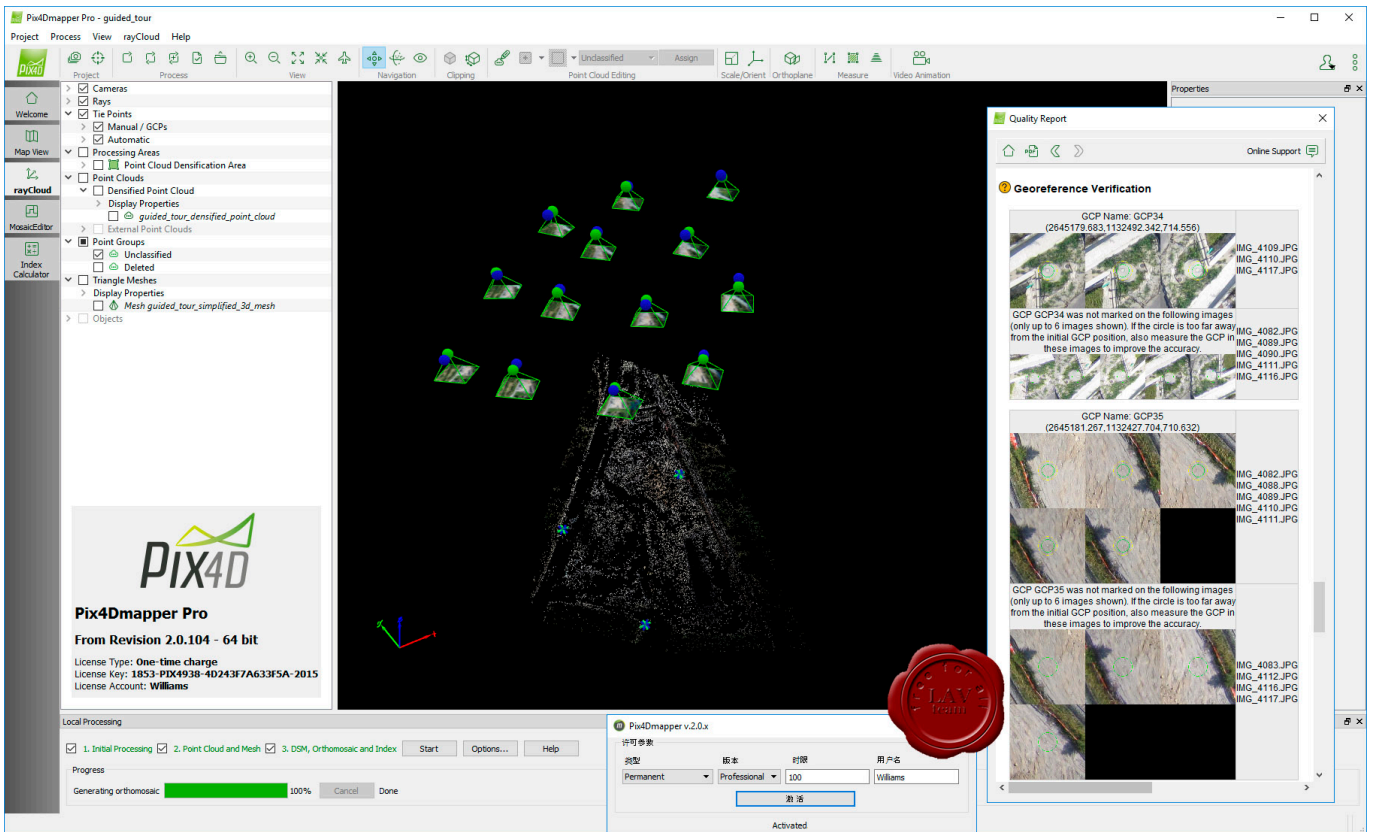 Pix4Dmapper Pro - guided_tour
Project Process View rayCloud Help
PIX4D
Project Process View Navigation Clipping Point Cloud Editing Scale/Orient Orthoplane Measure Video Animation
Unclassified Assign
Welcome
Map View
rayCloud
MosaicEditor
Index
Calculator
Cameras
Rays
Tie Points
Manual / GCPs
Automatic
Processing Areas
Point Cloud Densification Area
Point Clouds
Densified Point Cloud
Display Properties
guided_tour_densified_point_cloud
External Point Clouds
Point Groups
Unclassified
Deleted
Triangle Meshes
Display Properties
Mesh guided_tour_simplified_3d_mesh
Objects
PIX4D
Pix4Dmapper Pro
From Revision 2.0.104 - 64 bit
License Type: One-time charge
License Key: 1853-PIX4938-4D243F7A633F5A-2015
License Account: Williams
Properties
Quality Report
PDF
Online Support
Georeference Verification
GCP Name: GCP34
(2645179.683,1132492.342,714.556)
IMG_4109.JPG
IMG_4110.JPG
IMG_4117.JPG
GCP GCP34 was not marked on the following images
(only up to 6 images shown). If the circle is too far away
from the initial GCP position, also measure the GCP in
these images to improve the accuracy.
IMG_4082.JPG
IMG_4089.JPG
IMG_4090.JPG
IMG_4111.JPG
IMG_4116.JPG
GCP Name: GCP35
(2645181.267,1132427.704,710.632)
IMG_4082.JPG
IMG_4088.JPG
IMG_4089.JPG
IMG_4110.JPG
IMG_4111.JPG
GCP GCP35 was not marked on the following images
(only up to 6 images shown). If the circle is too far away
from the initial GCP position, also measure the GCP in
these images to improve the accuracy.
IMG_4083.JPG
IMG_4112.JPG
IMG_4116.JPG
IMG_4117.JPG
LAV
team
Local Processing
1. Initial Processing 2. Point Cloud and Mesh 3. DSM, Orthomosaic and Index Start Options... Help
Progress
Generating orthomosaic 100% Cancel Done
Pix4Dmapper v.2.0.x
许可参数
类型 版本 时限 用户名
Permanent Professional 100 Williams
激活
Activated